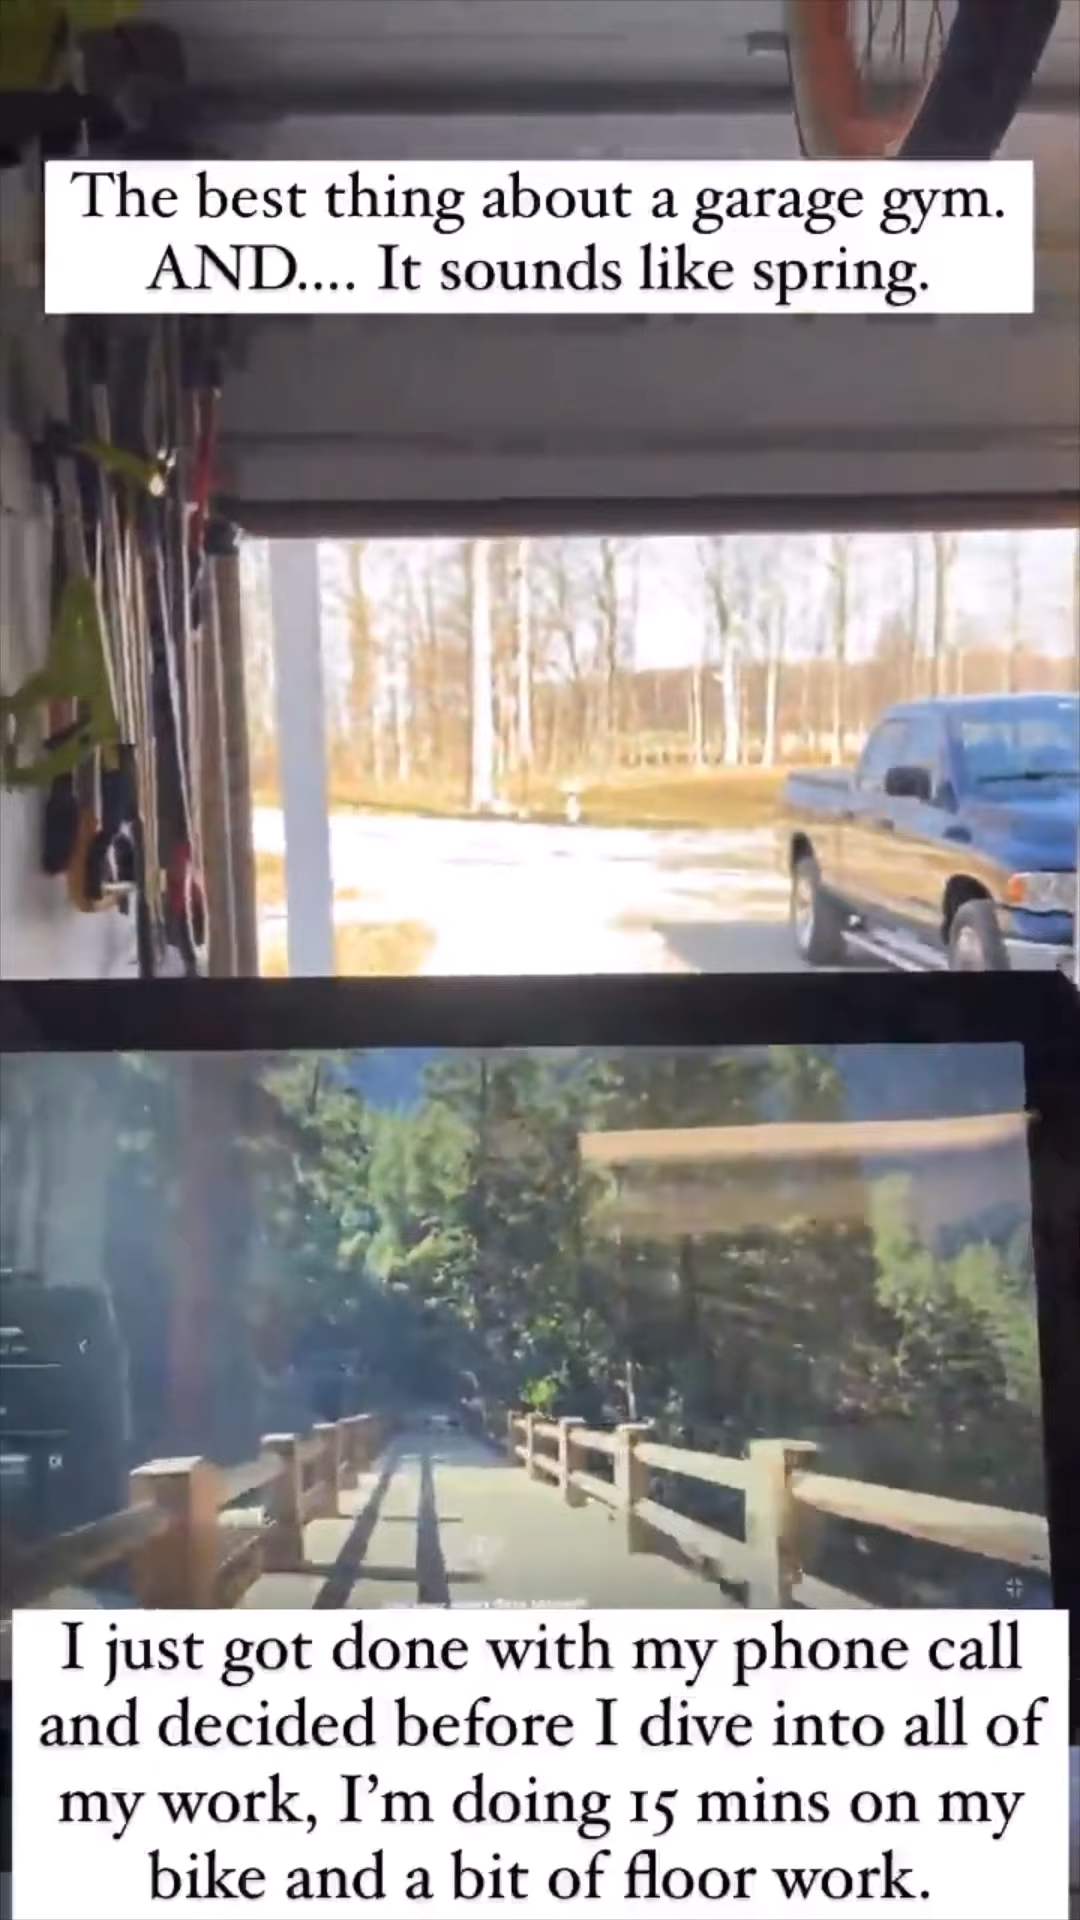 The best thing about a garage gym.
AND.... It sounds like spring.
I just got done with my phone call
and decided before I dive into all of
my work, I'm doing 15 mins on my
bike and a bit of floor work.